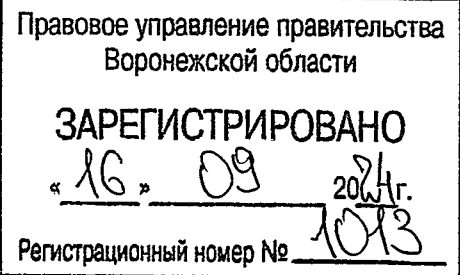 Правовое управление правительства
Воронежской области
ЗАРЕГИСТРИРОВАНО
« 16 » 09 2024 г.
Регистрационный номер № 1013